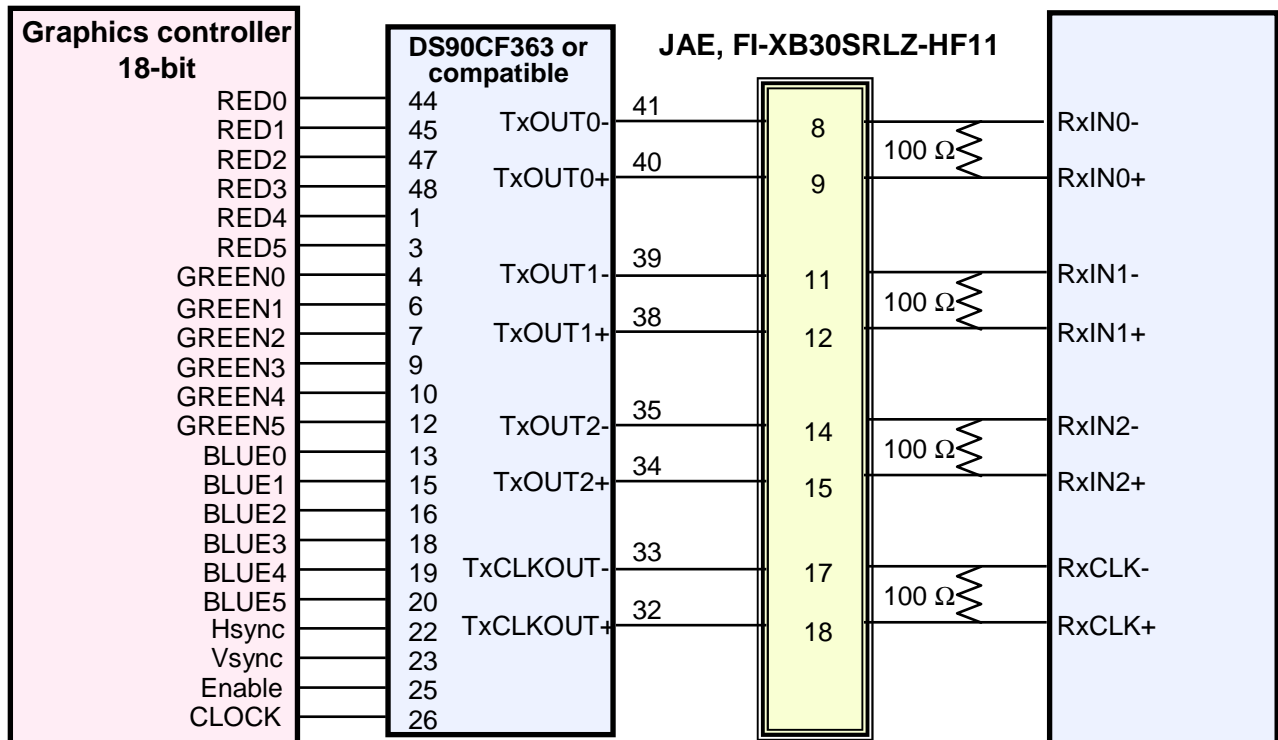 Graphics controller
18-bit
DS90CF363 or
compatible
JAE, FI-XB30SRLZ-HF11
RED0
RED1
RED2
RED3
RED4
RED5
GREEN0
GREEN1
GREEN2
GREEN3
GREEN4
GREEN5
BLUE0
BLUE1
BLUE2
BLUE3
BLUE4
BLUE5
Hsync
Vsync
Enable
CLOCK
44
45
47
48
1
3
4
6
7
9
10
12
13
15
16
18
19
20
22
23
25
26
TxOUT0- 41
TxOUT0+ 40
TxOUT1- 39
TxOUT1+ 38
TxOUT2- 35
TxOUT2+ 34
TxCLKOUT- 33
TxCLKOUT+ 32
8
9
11
12
14
15
17
18
100 Ω
100 Ω
100 Ω
100 Ω
RxIN0-
RxIN0+
RxIN1-
RxIN1+
RxIN2-
RxIN2+
RxCLK-
RxCLK+